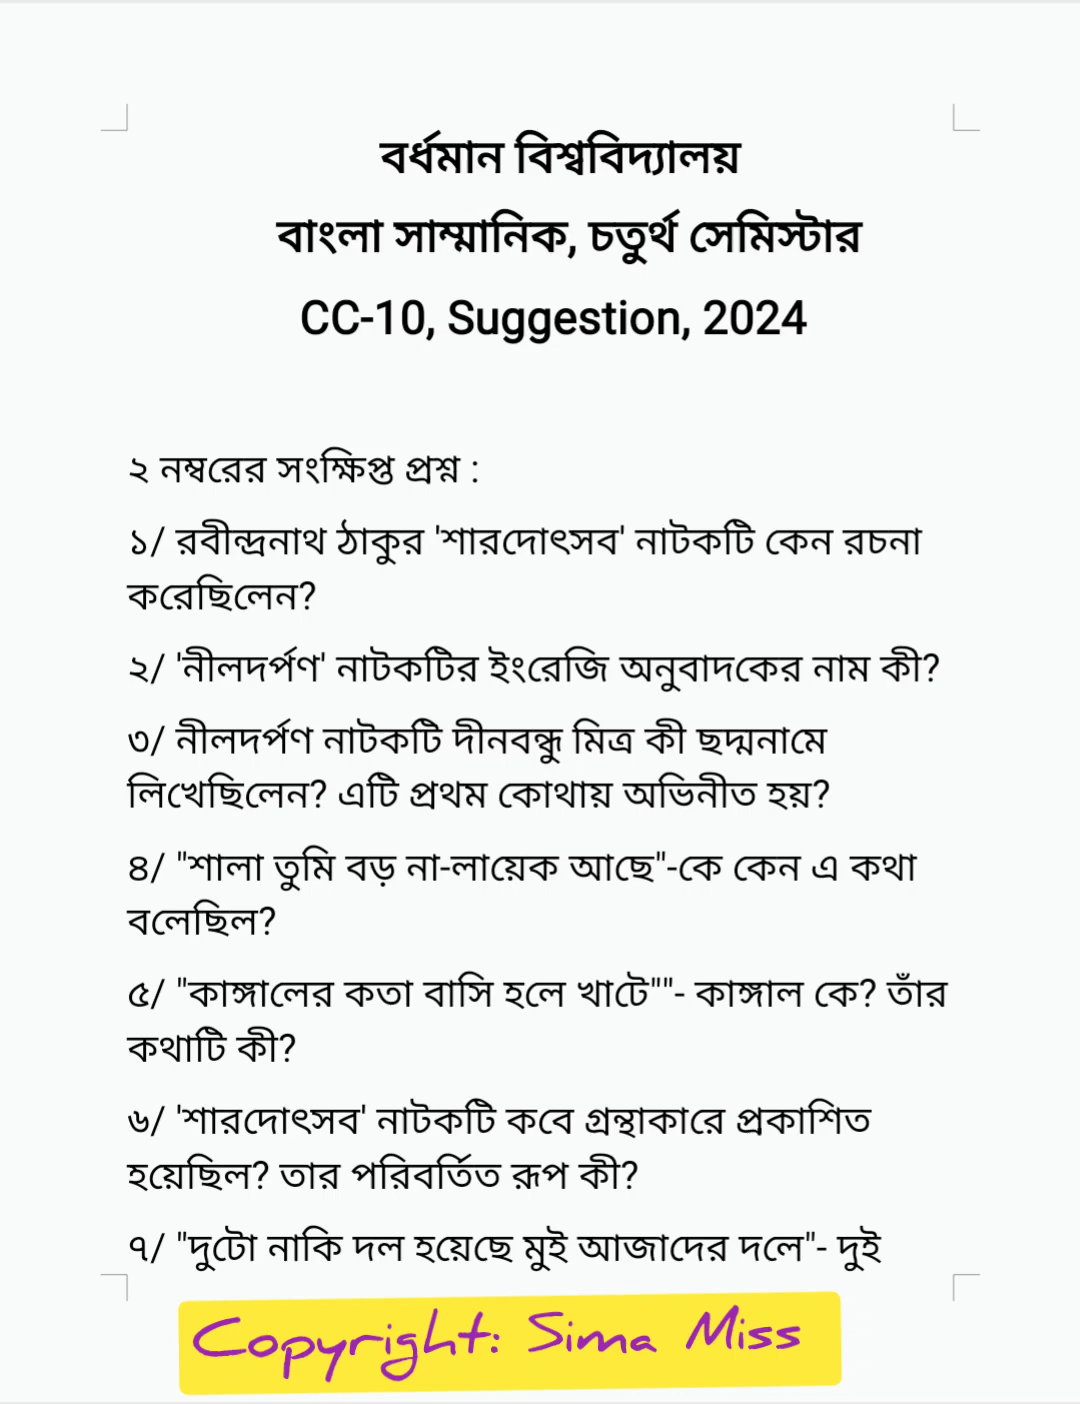 বর্ধমান বিশ্ববিদ্যালয়
বাংলা সাম্মানিক, চতুর্থ সেমিস্টার
CC-10, Suggestion, 2024
২ নম্বরের সংক্ষিপ্ত প্রশ্ন :
১/ রবীন্দ্রনাথ ঠাকুর 'শারদোৎসব' নাটকটি কেন রচনা
করেছিলেন?
২/ 'নীলদর্পণ' নাটকটির ইংরেজি অনুবাদকের নাম কী?
৩/ নীলদর্পণ নাটকটি দীনবন্ধু মিত্র কী ছদ্মনামে
লিখেছিলেন? এটি প্রথম কোথায় অভিনীত হয়?
৪/ "শালা তুমি বড় না-লায়েক আছে"-কে কেন এ কথা
বলেছিল?
৫/ "কাঙ্গালের কতা বাসি হলে খাটে""- কাঙ্গাল কে? তাঁর
কথাটি কী?
৬/ 'শারদোৎসব' নাটকটি কবে গ্রন্থাকারে প্রকাশিত
হয়েছিল? তার পরিবর্তিত রূপ কী?
৭/ "দুটো নাকি দল হয়েছে মুই আজাদের দলে"- দুই
Copyright: Sima Miss